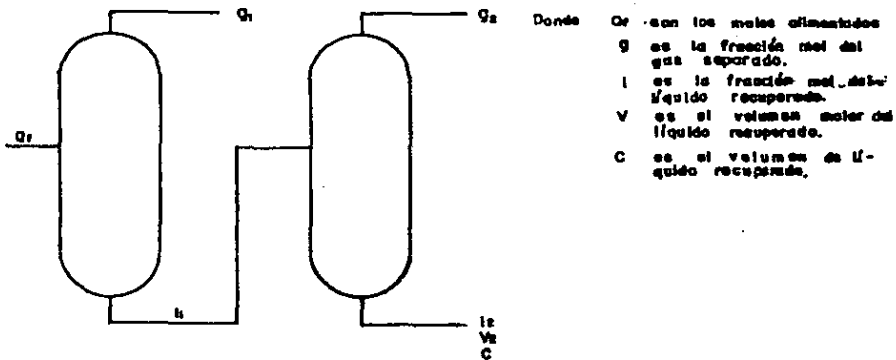 g₁
g₂
Donde Qf son los moles alimentados
g es la fracción mol del
gas separado.
l es la fracción mol del
líquido recuperado.
V es el volumen molar del
líquido recuperado.
C es el volumen de lí-
quido recuperado.
Qf
l₁
l₂
V₂
C